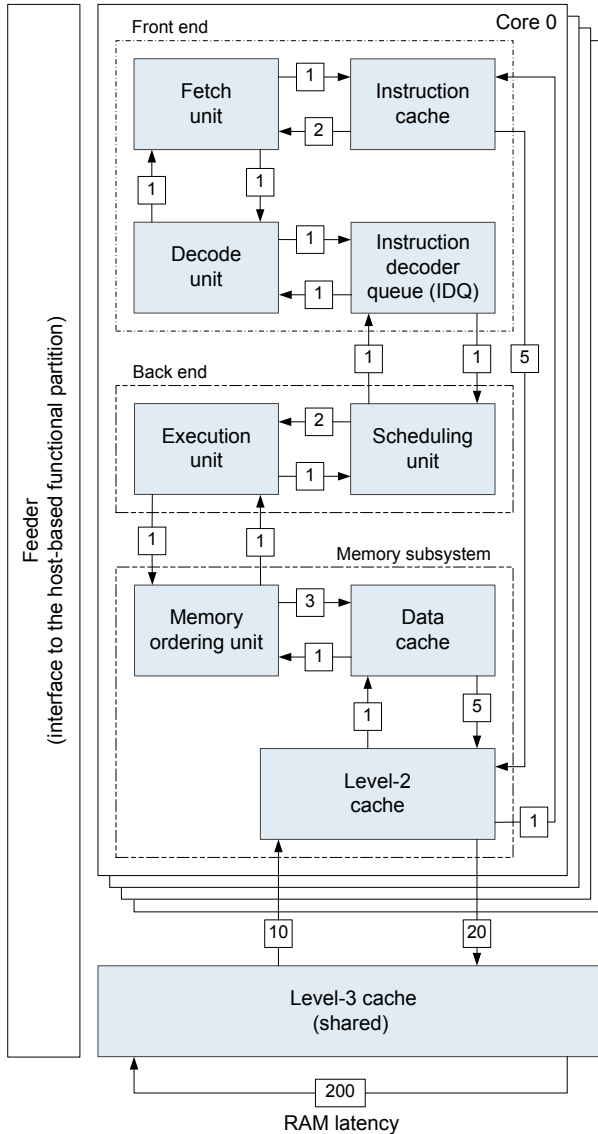 Feeder
(interface to the host-based functional partition)
Core 0
Front end
Fetch
unit
1
Instruction
cache
2
1
1
Decode
unit
1
Instruction
decoder
queue (IDQ)
1
1
1
5
Back end
Execution
unit
2
Scheduling
unit
1
1
1
Memory subsystem
Memory
ordering unit
3
Data
cache
1
1
5
Level-2
cache
1
10
20
Level-3 cache
(shared)
200
RAM latency